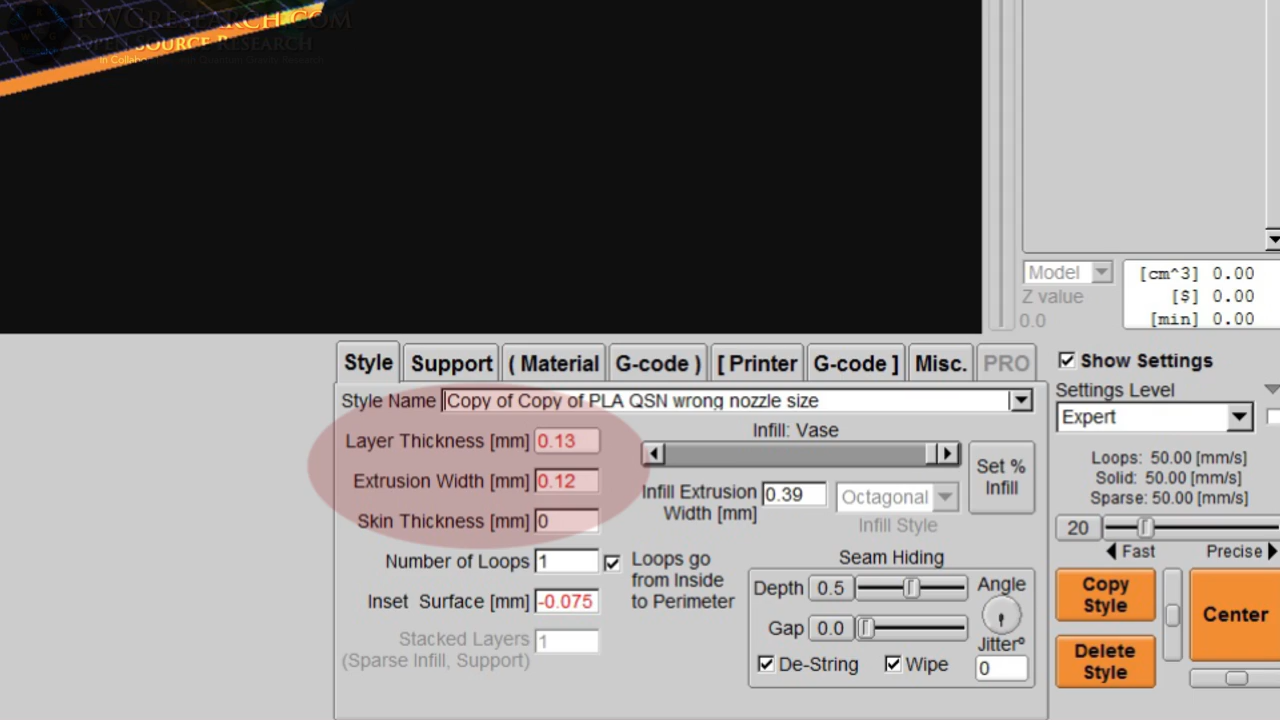 RWGRESEARCH.COM
OPEN SOURCE RESEARCH
Model
Z value
0.0
[cm^3] 0.00
[$] 0.00
[min] 0.00
Style
Support
( Material
G-code )
[ Printer
G-code ]
Misc.
PRO
Show Settings
Style Name Copy of Copy of PLA QSN wrong nozzle size
Settings Level
Expert
Layer Thickness [mm] 0.13
Infill: Vase
Extrusion Width [mm] 0.12
Infill Extrusion Width [mm] 0.39
Octagonal
Infill Style
Set %
Infill
Loops: 50.00 [mm/s]
Solid: 50.00 [mm/s]
Sparse: 50.00 [mm/s]
Skin Thickness [mm] 0
20
Fast
Precise
Number of Loops 1
Loops go
from Inside
to Perimeter
Seam Hiding
Depth 0.5
Angle
Inset Surface [mm] -0.075
Gap 0.0
Jitterº
0
Stacked Layers 1
(Sparse Infill, Support)
De-String
Wipe
Copy
Style
Center
Delete
Style